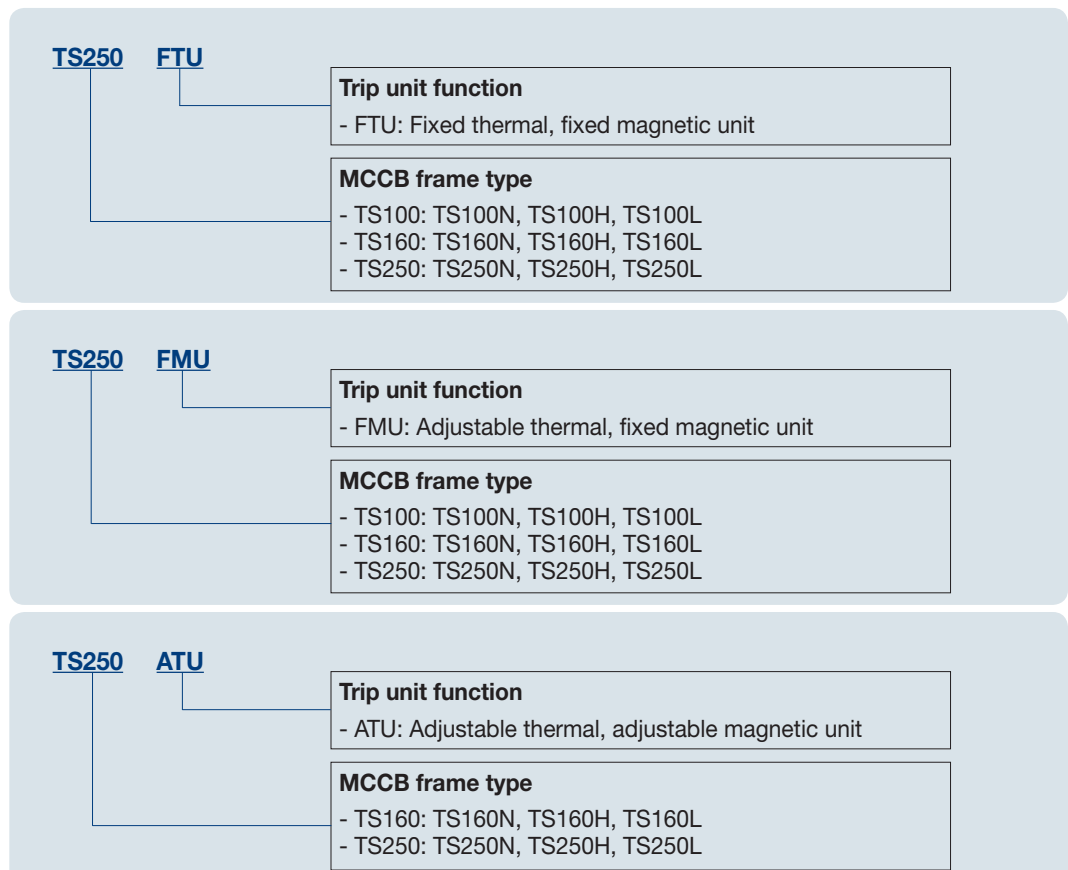 TS250 FTU
Trip unit function
- FTU: Fixed thermal, fixed magnetic unit
MCCB frame type
- TS100: TS100N, TS100H, TS100L
- TS160: TS160N, TS160H, TS160L
- TS250: TS250N, TS250H, TS250L
TS250 FMU
Trip unit function
- FMU: Adjustable thermal, fixed magnetic unit
MCCB frame type
- TS100: TS100N, TS100H, TS100L
- TS160: TS160N, TS160H, TS160L
- TS250: TS250N, TS250H, TS250L
TS250 ATU
Trip unit function
- ATU: Adjustable thermal, adjustable magnetic unit
MCCB frame type
- TS160: TS160N, TS160H, TS160L
- TS250: TS250N, TS250H, TS250L